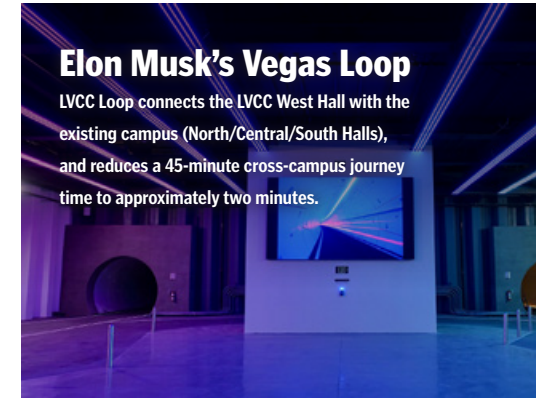 Elon Musk’s Vegas Loop
LVCC Loop connects the LVCC West Hall with the
existing campus (North/Central/South Halls),
and reduces a 45-minute cross-campus journey
time to approximately two minutes.